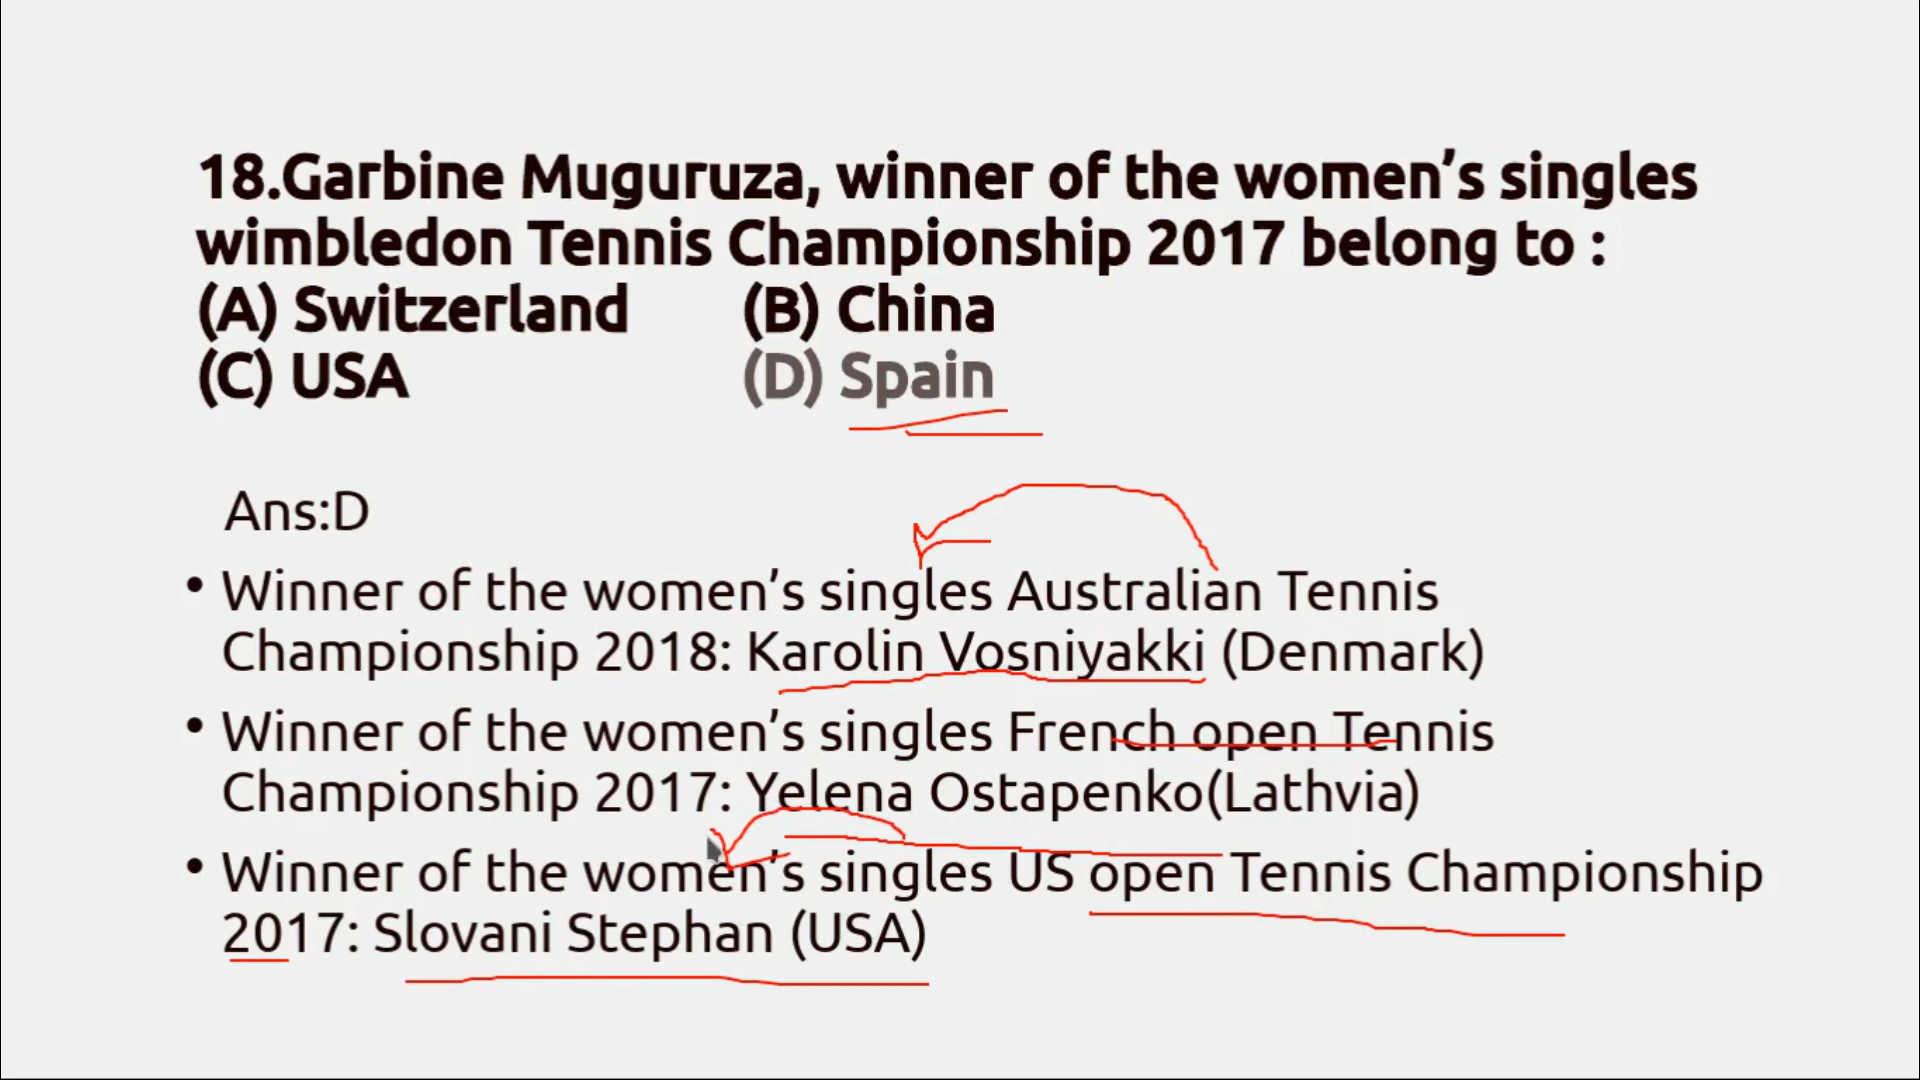 18.Garbine Muguruza, winner of the women’s singles
wimbledon Tennis Championship 2017 belong to :
(A) Switzerland (B) China
(C) USA (D) Spain
Ans:D
• Winner of the women’s singles Australian Tennis
Championship 2018: Karolin Vosniyakki (Denmark)
• Winner of the women’s singles French open Tennis
Championship 2017: Yelena Ostapenko(Lathvia)
• Winner of the women’s singles US open Tennis Championship
2017: Slovani Stephan (USA)